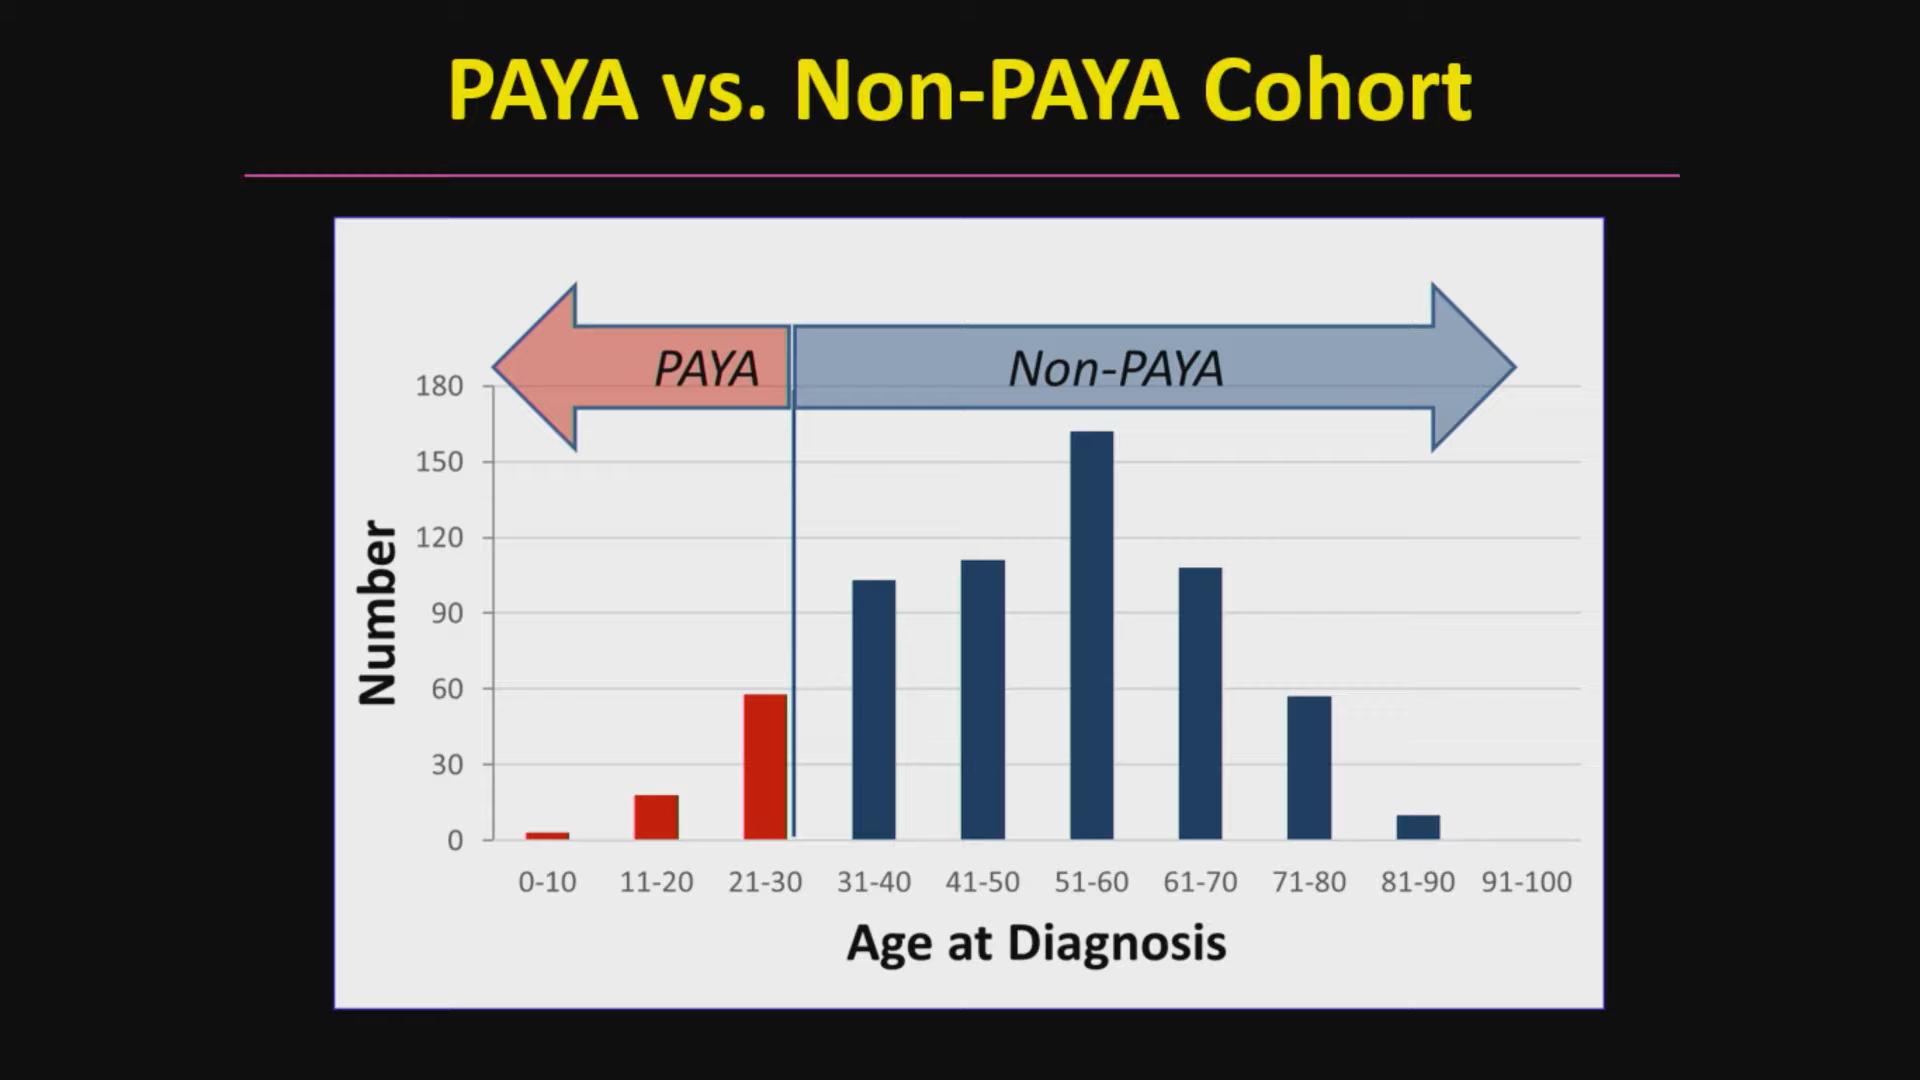 PAYA vs. Non-PAYA Cohort
PAYA
Non-PAYA
180
150
120
90
60
30
0
Number
0-10 11-20 21-30 31-40 41-50 51-60 61-70 71-80 81-90 91-100
Age at Diagnosis